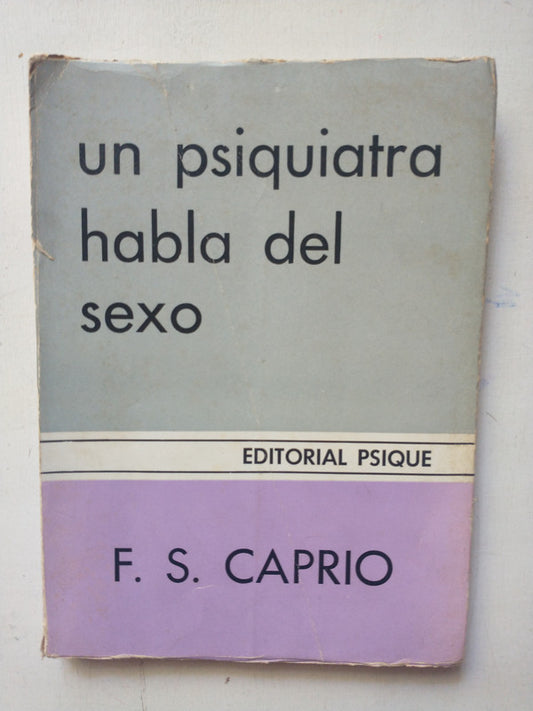 un psiquiatra
habla del
sexo
EDITORIAL PSIQUE
F. S. CAPRIO